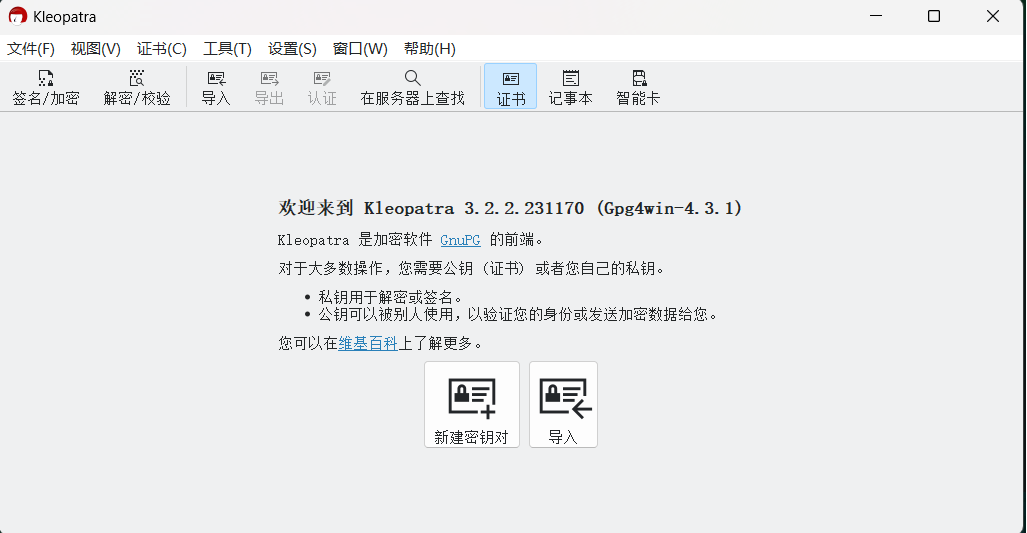 Kleopatra
文件(F) 视图(V) 证书(C) 工具(T) 设置(S) 窗口(W) 帮助(H)
签名/加密 解密/校验 导入 导出 认证 在服务器上查找 证书 记事本 智能卡
欢迎来到 Kleopatra 3.2.2.231170 (Gpg4win-4.3.1)
Kleopatra 是加密软件 GnuPG 的前端。
对于大多数操作，您需要公钥 (证书) 或者您自己的私钥。
• 私钥用于解密或签名。
• 公钥可以被别人使用，以验证您的身份或发送加密数据给您。
您可以在维基百科上了解更多。
新建密钥对 导入